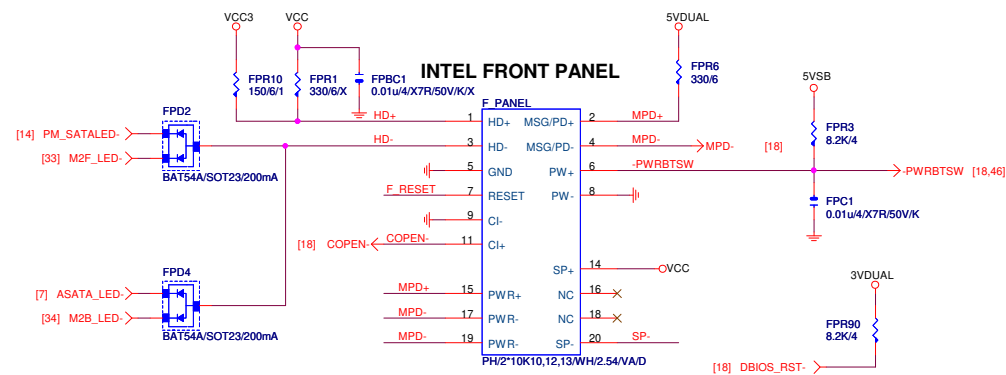 VCC3
VCC
5VDUAL
FPR10
150/6/1
FPR1
330/6/X
FPBC1
0.01u/4/X7R/50V/K/X
INTEL FRONT PANEL
FPR6
330/6
5VSB
FPD2
F_PANEL
[14] PM_SATALED-
[33] M2F_LED-
BAT54A/SOT23/200mA
HD+ 1 HD+ MSG/PD+ 2 MPD+
HD- 3 HD- MSG/PD- 4 MPD- MPD- [18]
5 GND PW+ 6 -PWRBTSW -PWRBTSW [18,46]
F_RESET 7 RESET PW- 8
9 CI-
[18] COPEN- COPEN- 11 CI+
SP+ 14 VCC
MPD+ 15 PWR+ NC 16
MPD- 17 PWR- NC 18
MPD- 19 PWR- SP- 20 SP-
PH/2*10K10,12,13/WH/2.54/VA/D
FPR3
8.2K/4
FPC1
0.01u/4/X7R/50V/K
FPD4
[7] ASATA_LED-
[34] M2B_LED-
BAT54A/SOT23/200mA
3VDUAL
FPR90
8.2K/4
[18] DBIOS_RST-